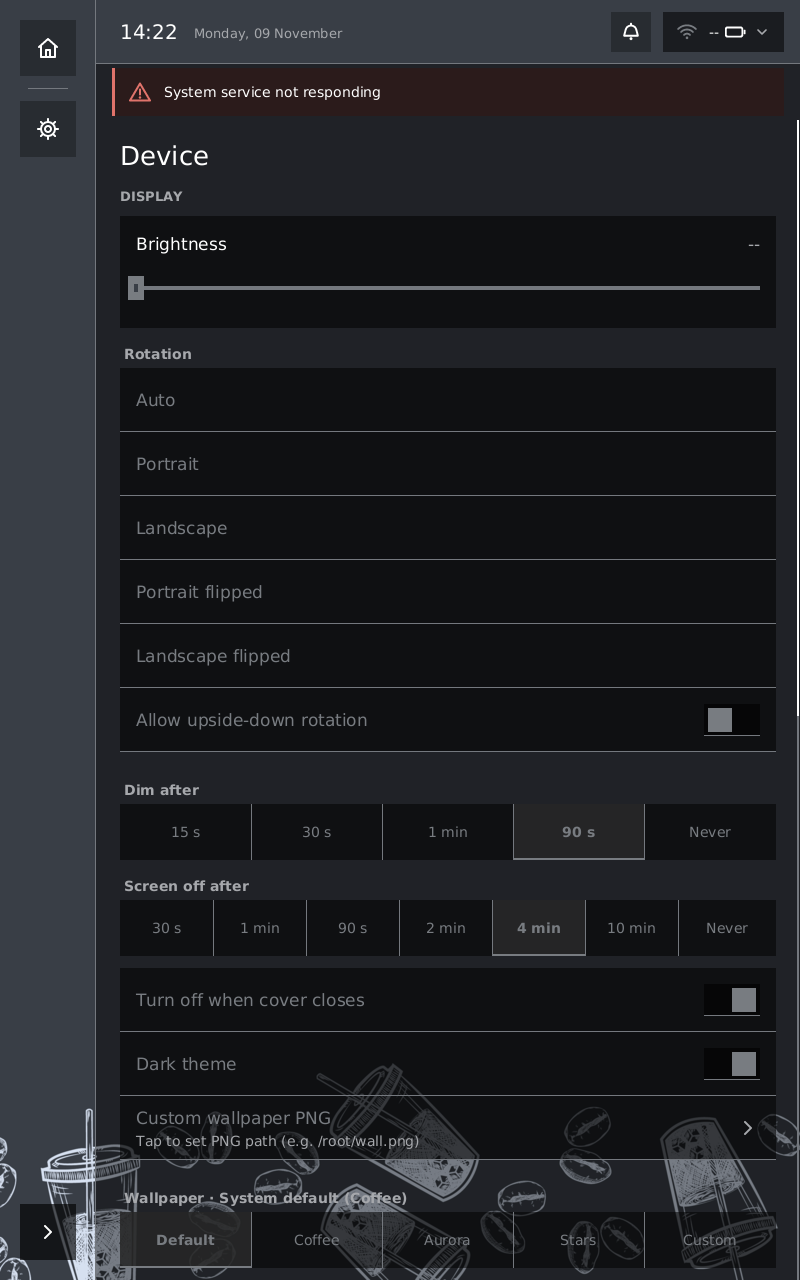 14:22 Monday, 09 November
--
System service not responding
Device
DISPLAY
Brightness --
Rotation
Auto
Portrait
Landscape
Portrait flipped
Landscape flipped
Allow upside-down rotation
Dim after
15 s 30 s 1 min 90 s Never
Screen off after
30 s 1 min 90 s 2 min 4 min 10 min Never
Turn off when cover closes
Dark theme
Custom wallpaper PNG
Tap to set PNG path (e.g. /root/wall.png)
Wallpaper · System default (Coffee)
Default Coffee Aurora Stars Custom